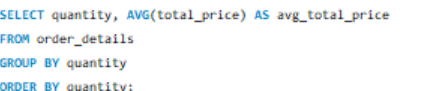 SELECT quantity, AVG(total_price) AS avg_total_price
FROM order_details
GROUP BY quantity
ORDER BY quantity;